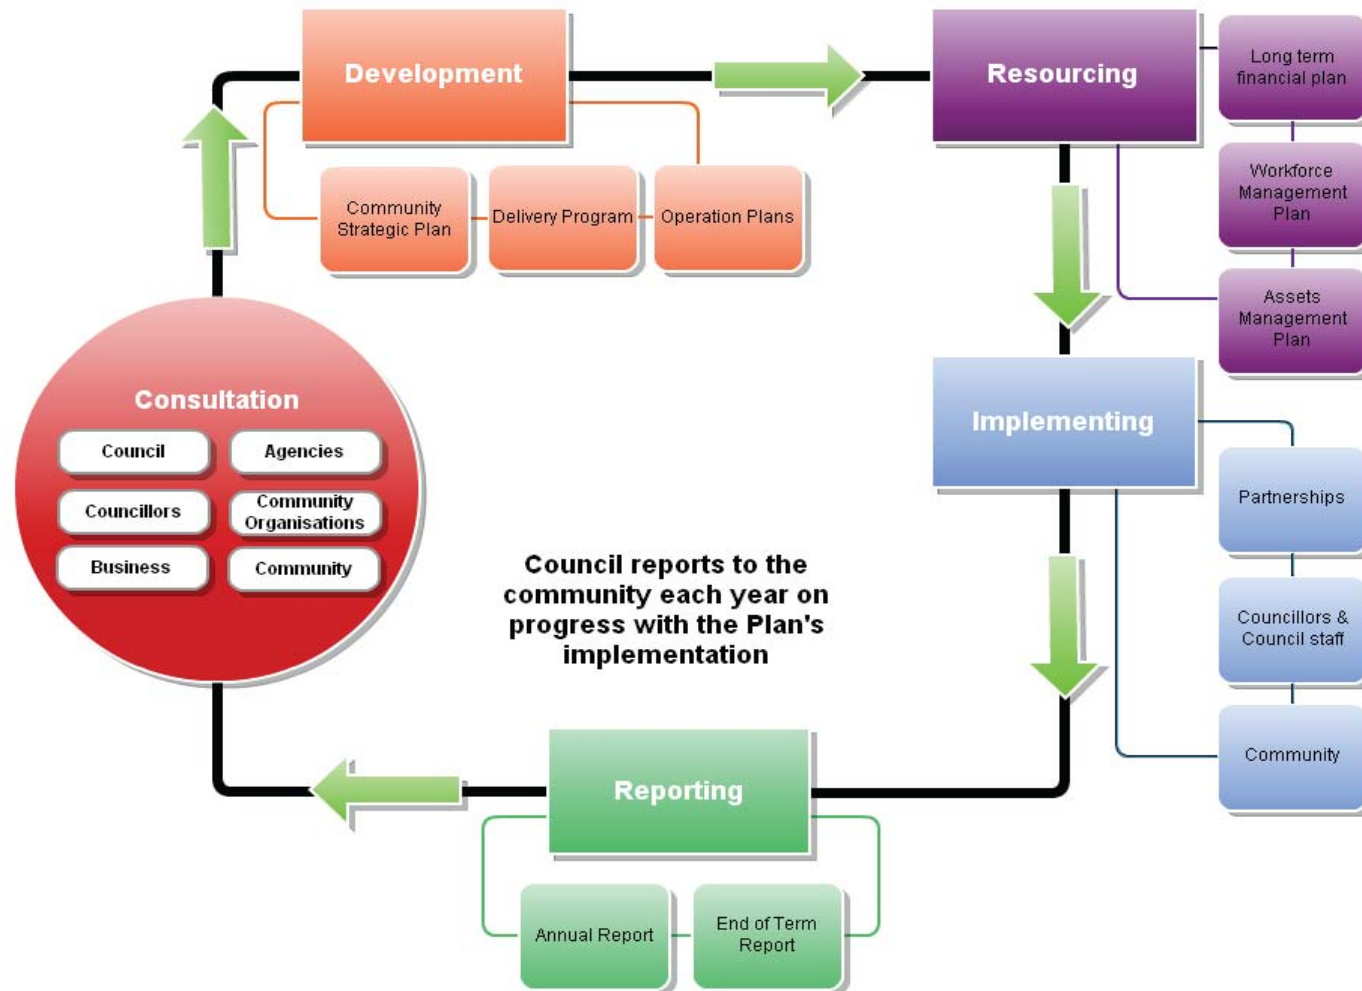 Development
Community
Strategic Plan
Delivery Program
Operation Plans
Resourcing
Long term
financial plan
Workforce
Management
Plan
Assets
Management
Plan
Implementing
Partnerships
Councillors &
Council staff
Community
Reporting
Annual Report
End of Term
Report
Consultation
Council
Agencies
Councillors
Community
Organisations
Business
Community
Council reports to the
community each year on
progress with the Plan's
implementation